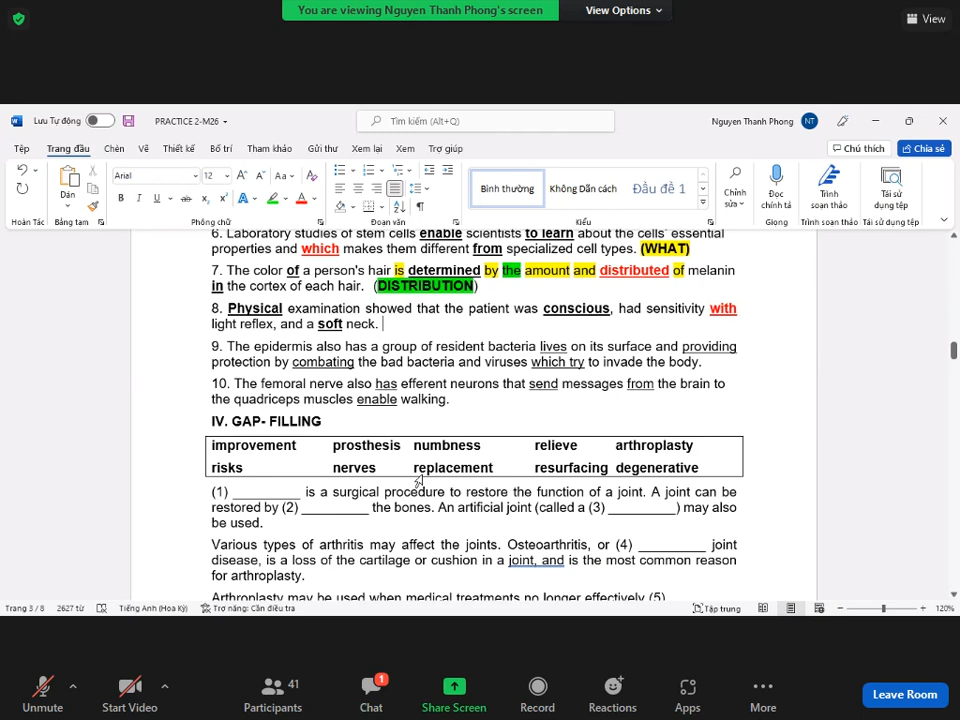 You are viewing Nguyen Thanh Phong's screen
View Options
View
Lưu Tự động
PRACTICE 2-M26
Tìm kiếm (Alt+Q)
Nguyen Thanh Phong
NT
Tệp Trang đầu Chèn Vẽ Thiết kế Bố trí Tham khảo Gửi thư Xem lại Xem Trợ giúp
Chú thích
Chia sẻ
Dán
Arial
12
Bình thường
Không Dãn cách
Đầu đề 1
Chỉnh sửa
Đọc chính tả
Trình soạn thảo
Tái sử dụng tệp
Hoàn Tác
Bảng tạm
Phông chữ
Đoạn văn
Kiểu
Giọng
Trình soạn thảo
Tái sử dụng tệp
6. Laboratory studies of stem cells enable scientists to learn about the cells' essential
properties and which makes them different from specialized cell types. (WHAT)
7. The color of a person's hair is determined by the amount and distributed of melanin
in the cortex of each hair. (DISTRIBUTION)
8. Physical examination showed that the patient was conscious, had sensitivity with
light reflex, and a soft neck.
9. The epidermis also has a group of resident bacteria lives on its surface and providing
protection by combating the bad bacteria and viruses which try to invade the body.
10. The femoral nerve also has efferent neurons that send messages from the brain to
the quadriceps muscles enable walking.
IV. GAP- FILLING
improvement prosthesis numbness relieve arthroplasty
risks nerves replacement resurfacing degenerative
(1) _________ is a surgical procedure to restore the function of a joint. A joint can be
restored by (2) _________ the bones. An artificial joint (called a (3) _________) may also
be used.
Various types of arthritis may affect the joints. Osteoarthritis, or (4) _________ joint
disease, is a loss of the cartilage or cushion in a joint, and is the most common reason
for arthroplasty.
Arthroplasty may be used when medical treatments no longer effectively (5)
Trang 3 / 8
2627 từ
Tiếng Anh (Hoa Kỳ)
Trợ năng: Cần điều tra
Tập trung
120%
Unmute
Start Video
41
Participants
1
Chat
Share Screen
Record
Reactions
Apps
More
Leave Room